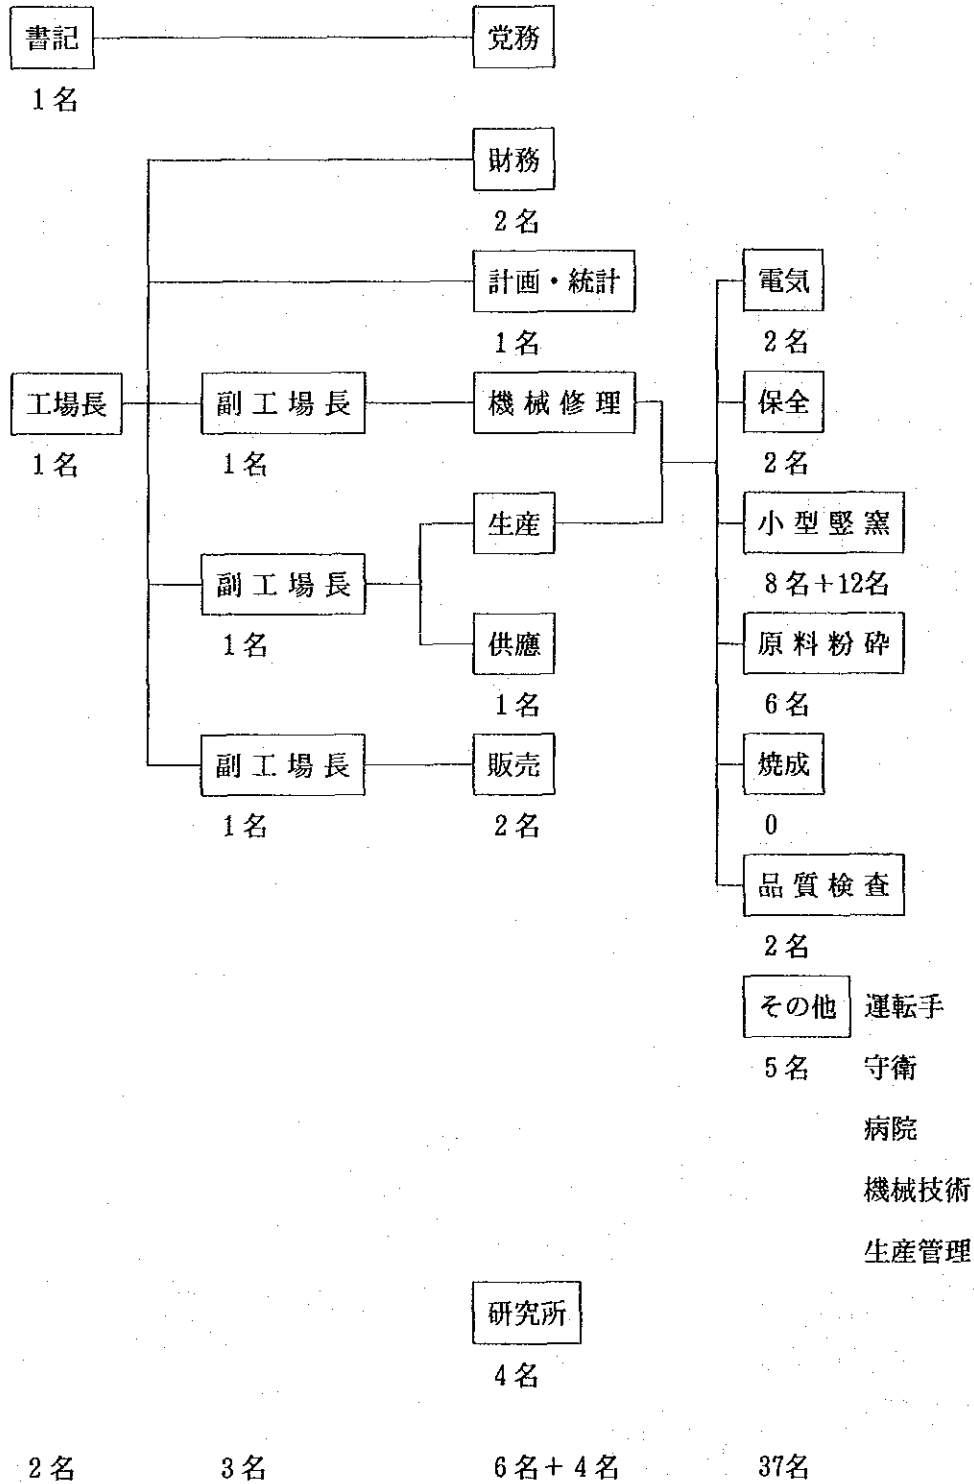 書記 党務
1名
財務
2名
計画・統計 電気
1名 2名
工場長 副工場長 機械修理 保全
1名 1名 2名
生産 小型竪窯
8名+12名
副工場長
1名 供應 原料粉砕
1名 6名
副工場長 販売 焼成
1名 2名 0
品質検査
2名
その他 運転手
5名 守衛
病院
機械技術
生産管理
研究所
4名
2名 3名 6名+4名 37名